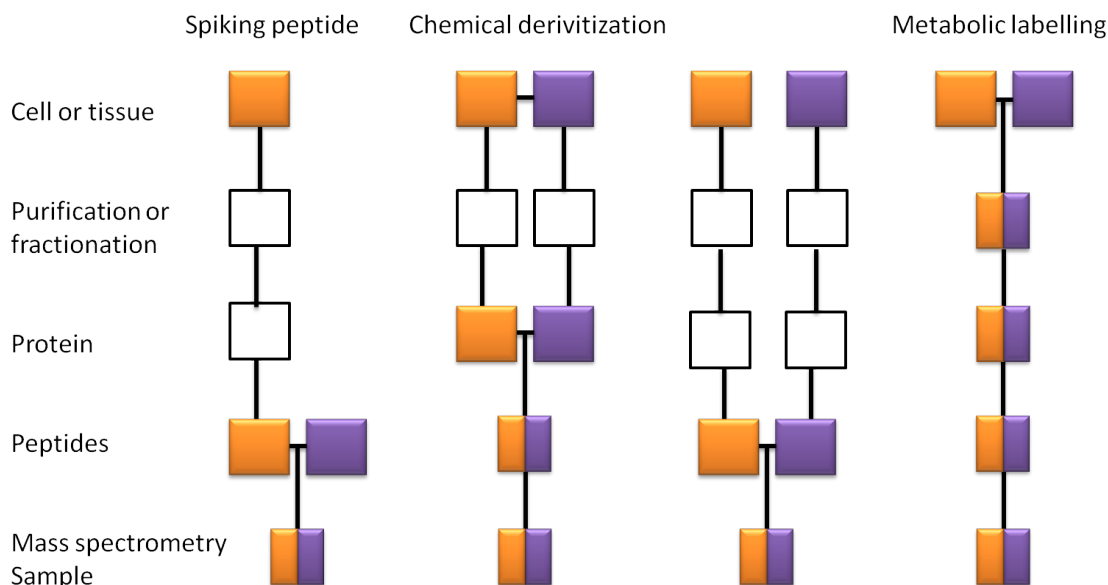 Spiking peptide
Chemical derivitization
Metabolic labelling
Cell or tissue
Purification or
fractionation
Protein
Peptides
Mass spectrometry
Sample